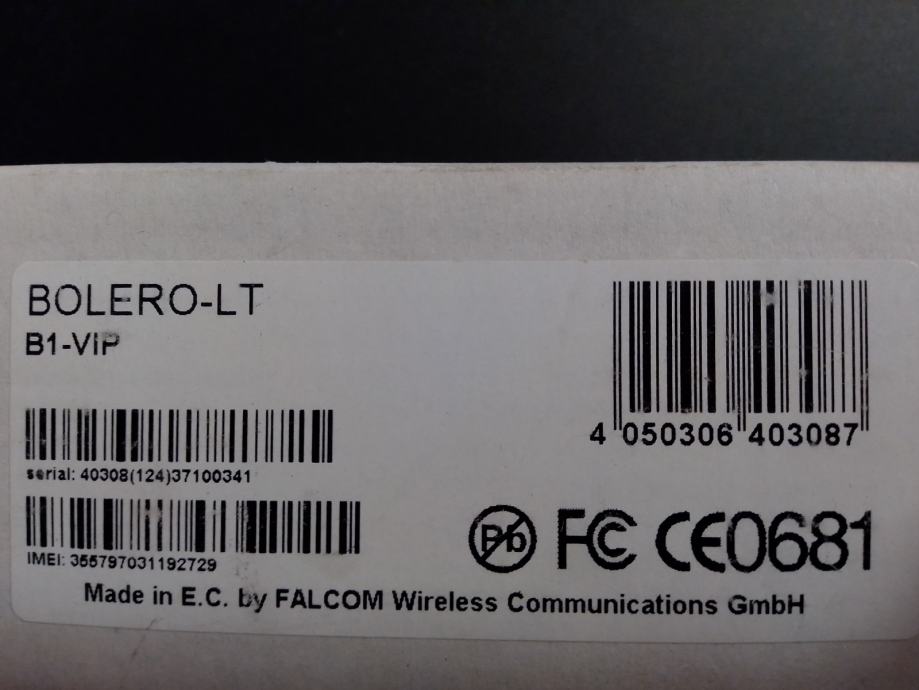 BOLERO-LT
B1-VIP
serial: 40308(124)37100341
IMEI: 355797031192729
4 050306 403087
Pb FC CE0681
Made in E.C. by FALCOM Wireless Communications GmbH